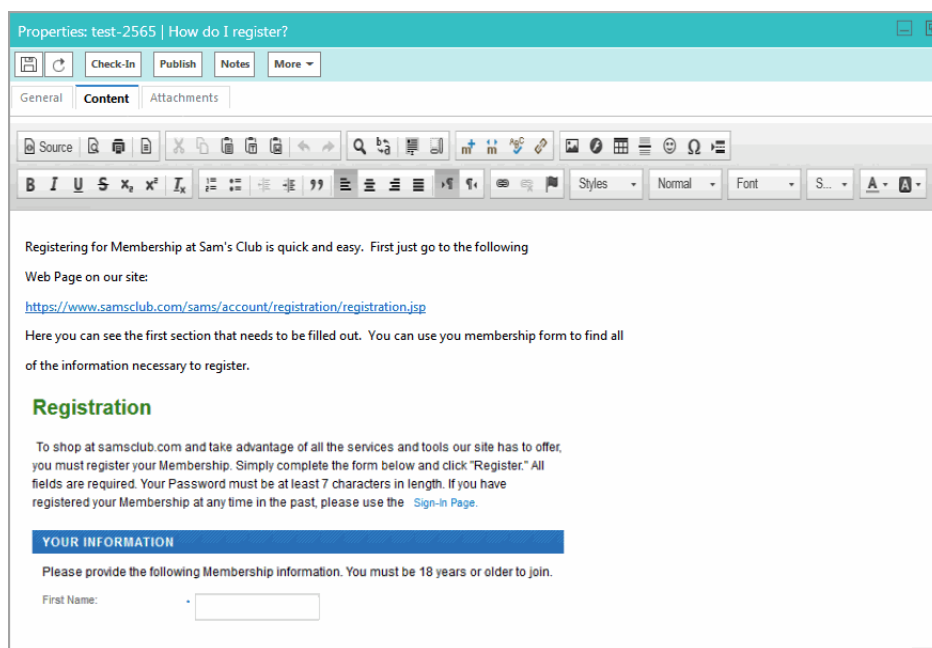 Properties: test-2565 | How do I register?
Check-In Publish Notes More
General Content Attachments
Source
B I U S x₂ x² Iₓ Styles Normal Font S... A A
Registering for Membership at Sam's Club is quick and easy. First just go to the following
Web Page on our site:
https://www.samsclub.com/sams/account/registration/registration.jsp
Here you can see the first section that needs to be filled out. You can use you membership form to find all
of the information necessary to register.
Registration
To shop at samsclub.com and take advantage of all the services and tools our site has to offer,
you must register your Membership. Simply complete the form below and click "Register." All
fields are required. Your Password must be at least 7 characters in length. If you have
registered your Membership at any time in the past, please use the Sign-In Page.
YOUR INFORMATION
Please provide the following Membership information. You must be 18 years or older to join.
First Name: